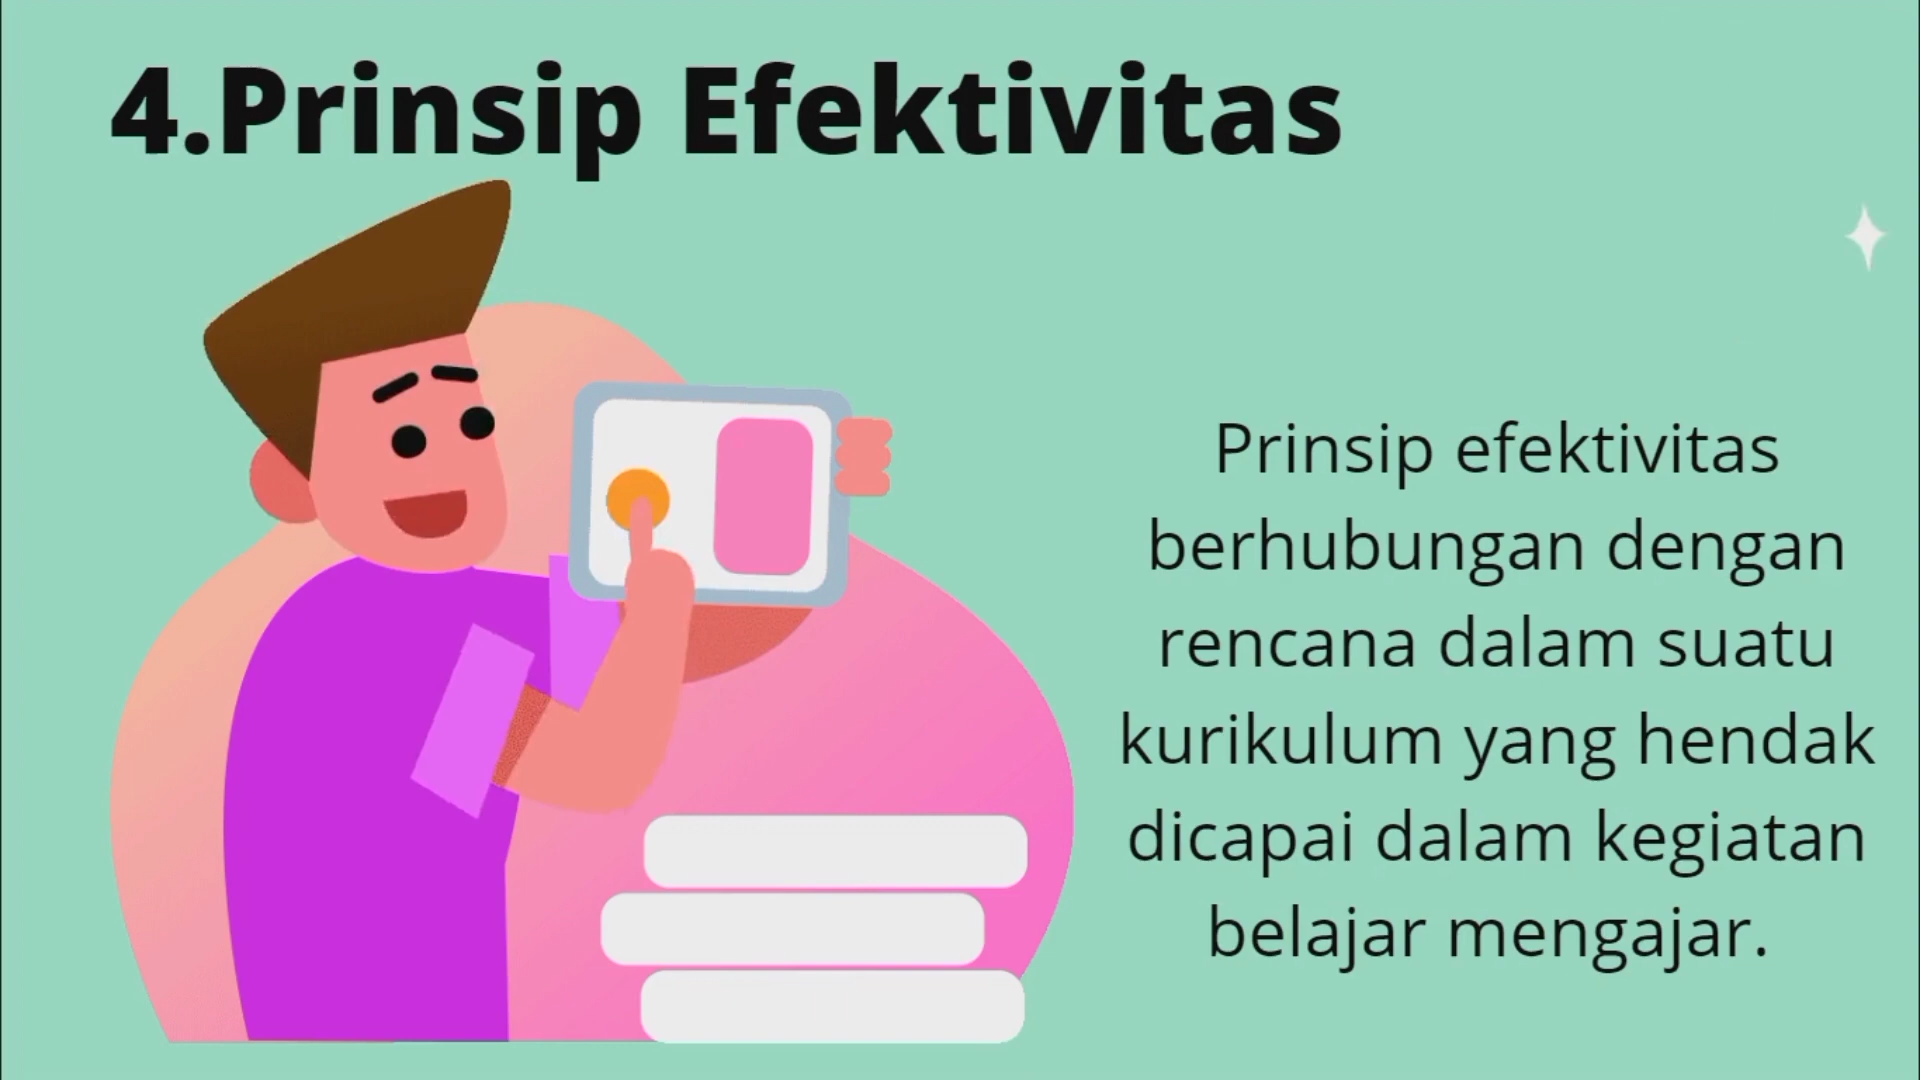 4.Prinsip Efektivitas
Prinsip efektivitas
berhubungan dengan
rencana dalam suatu
kurikulum yang hendak
dicapai dalam kegiatan
belajar mengajar.